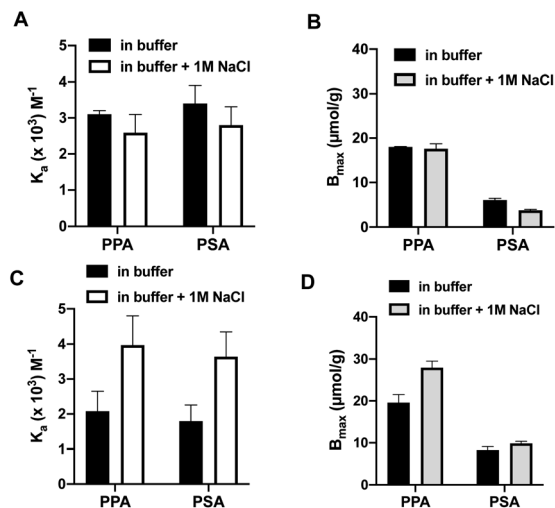 A
in buffer
in buffer + 1M NaCl
Kₐ (x 10³) M⁻¹
5
4
3
2
1
0
PPA
PSA
B
in buffer
in buffer + 1M NaCl
Bₘₐₓ (µmol/g)
40
30
20
10
0
PPA
PSA
C
in buffer
in buffer + 1M NaCl
Kₐ (x 10³) M⁻¹
5
4
3
2
1
0
PPA
PSA
D
in buffer
in buffer + 1M NaCl
Bₘₐₓ (µmol/g)
40
30
20
10
0
PPA
PSA